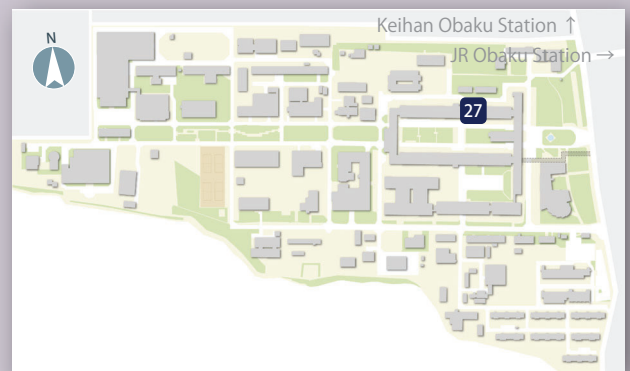 Keihan Obaku Station ↑
N
JR Obaku Station →
27